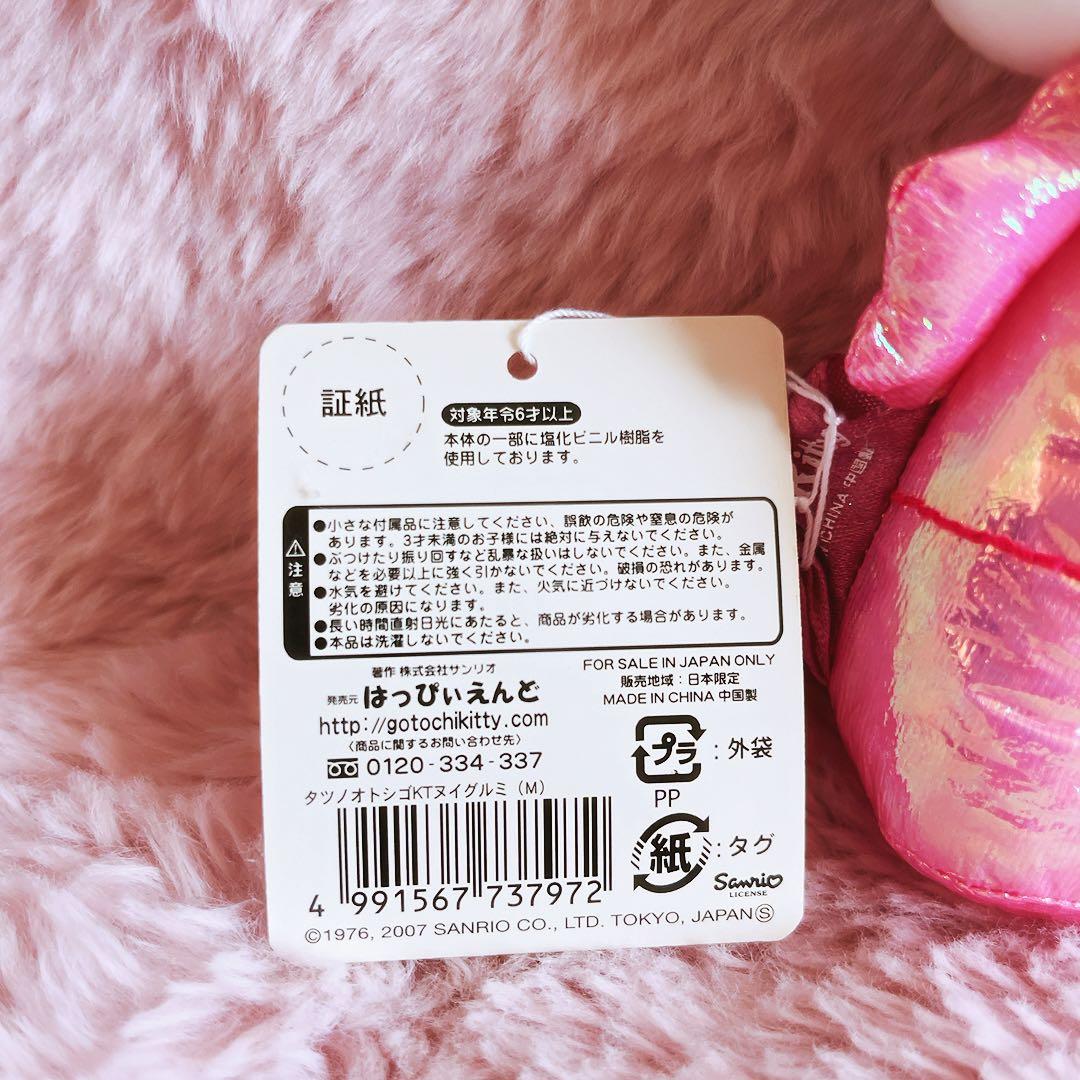 証紙
対象年令6才以上
本体の一部に塩化ビニル樹脂を
使用しております。
⚠注意
●小さな付属品に注意してください、誤飲の危険や窒息の危険が
あります。3才未満のお子様には絶対に与えないでください。
●ぶつけたり振り回すなど乱暴な扱いはしないでください。また、金属
などを必要以上に強く引かないでください。破損の恐れがあります。
●水気を避けてください。また、火気に近づけないでください。
劣化の原因になります。
●長い時間直射日光にあたると、商品が劣化する場合があります。
●本品は洗濯しないでください。
著作 株式会社サンリオ
発売元 はっぴぃえんど
http://gotochikitty.com
〈商品に関するお問い合わせ先〉
0120-334-337
タツノオトシゴKTヌイグルミ（M）
4 991567 737972
FOR SALE IN JAPAN ONLY
販売地域：日本限定
MADE IN CHINA 中国製
プラ：外袋
PP
紙：タグ
Sanrio
LICENSE
©1976, 2007 SANRIO CO., LTD. TOKYO, JAPANⓈ
CHINA 中国製